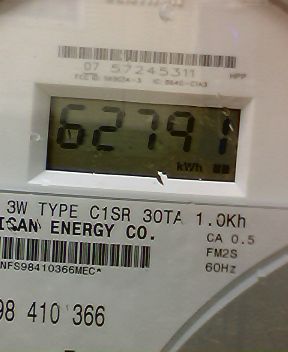 07 57245311 HPP
62791
kWh
3W TYPE C1SR 30TA 1.0Kh
ISAN ENERGY CO.
CA 0.5
FM2S
60Hz
NFS98410366MEC*
98 410 366